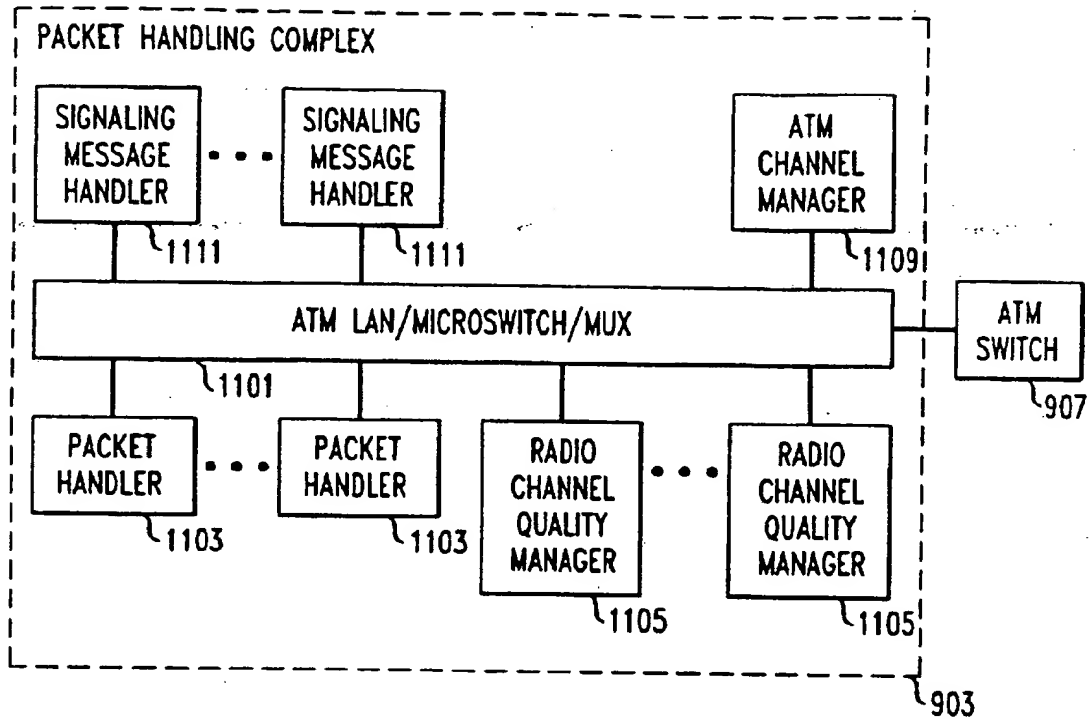 PACKET HANDLING COMPLEX
SIGNALING
MESSAGE
HANDLER
1111
SIGNALING
MESSAGE
HANDLER
1111
ATM
CHANNEL
MANAGER
1109
ATM LAN/MICROSWITCH/MUX
1101
ATM
SWITCH
907
PACKET
HANDLER
1103
PACKET
HANDLER
1103
RADIO
CHANNEL
QUALITY
MANAGER
1105
RADIO
CHANNEL
QUALITY
MANAGER
1105
903